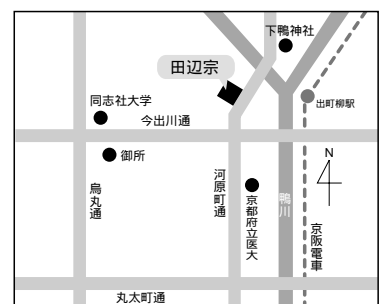 下鴨神社
田辺宗
出町柳駅
同志社大学
今出川通
御所
N
烏丸通
河原町通
京都府立医大
鴨川
京阪電車
丸太町通